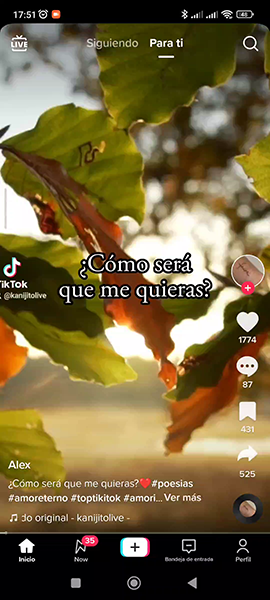 17:51
LIVE
Siguiendo Para ti
¿Cómo será
que me quieras?
TikTok
@kanijitolive
1774
87
431
525
Alex
¿Cómo será que me quieras?❤️#poesias
#amoreterno #toptikitok #amori... Ver más
do original - kanijitolive -
35
Inicio Now Bandeja de entrada Perfil